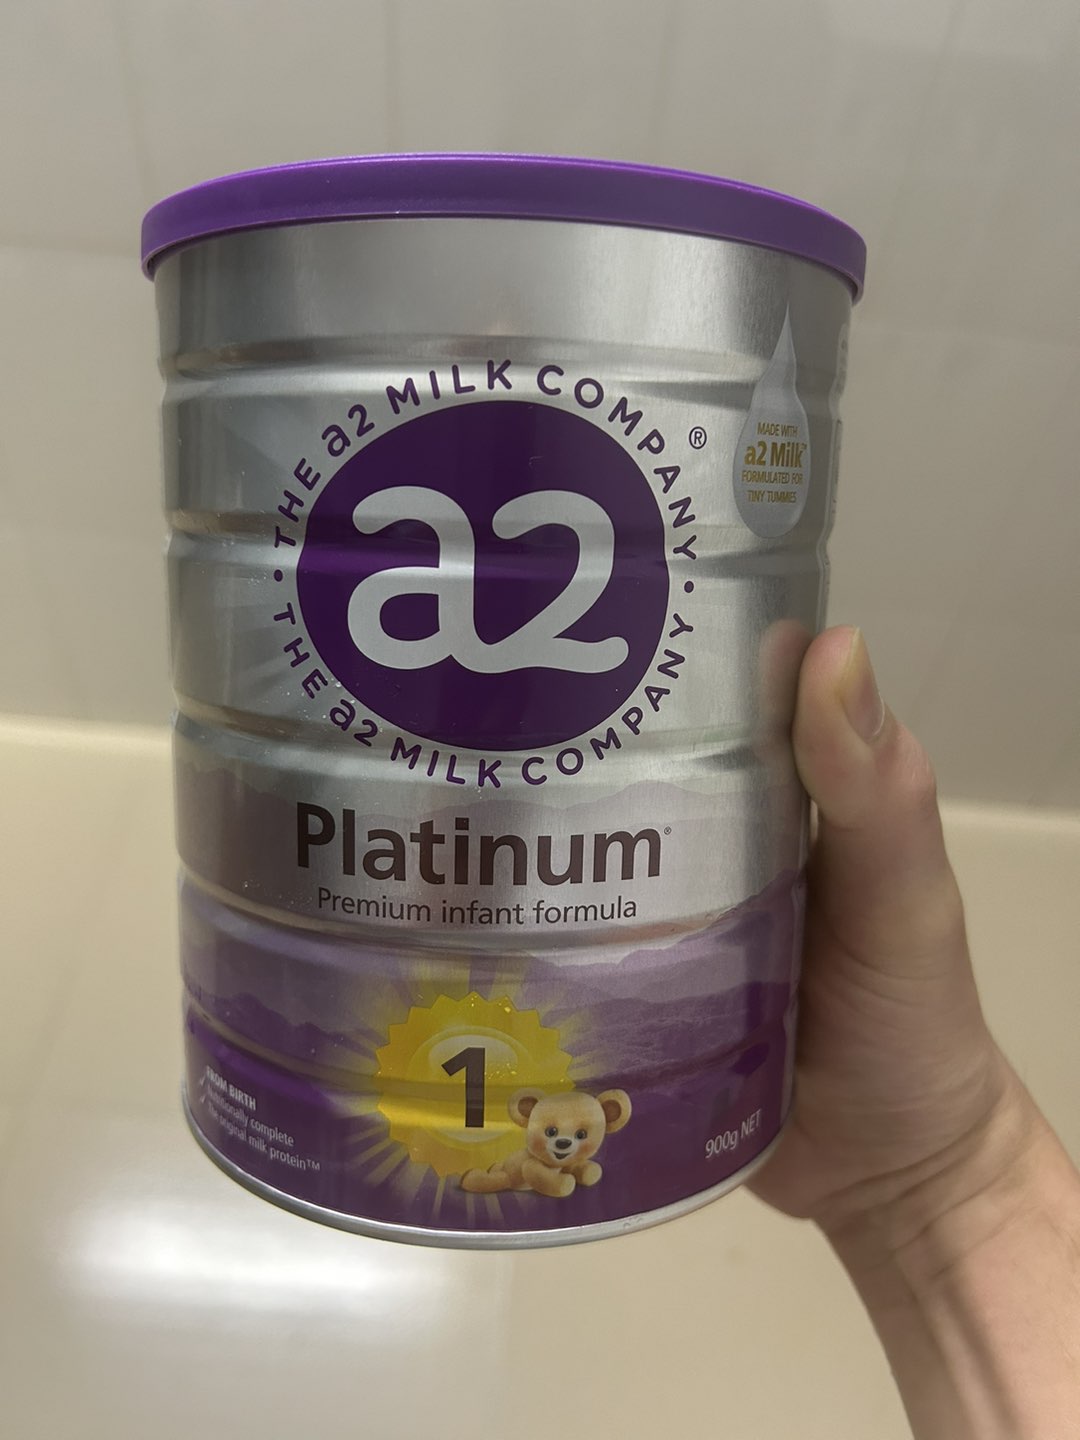 THE a2 MILK COMPANY ®
a2
THE a2 MILK COMPANY
MADE WITH
a2 Milk™
FORMULATED FOR
TINY TUMMIES
Platinum®
Premium infant formula
1
FROM BIRTH
Nutritionally complete
The original milk protein™
900g NET